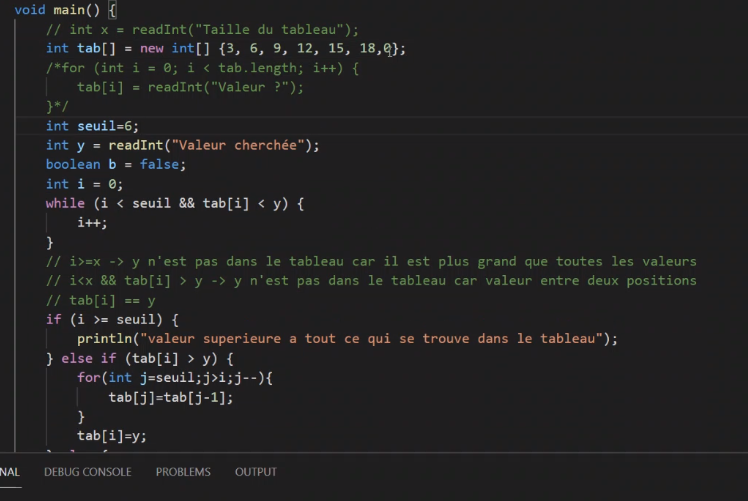 void main() {
// int x = readInt("Taille du tableau");
int tab[] = new int[] {3, 6, 9, 12, 15, 18,0};
/*for (int i = 0; i < tab.length; i++) {
tab[i] = readInt("Valeur ?");
}*/
int seuil=6;
int y = readInt("Valeur cherchée");
boolean b = false;
int i = 0;
while (i < seuil && tab[i] < y) {
i++;
}
// i>=x -> y n'est pas dans le tableau car il est plus grand que toutes les valeurs
// i<x && tab[i] > y -> y n'est pas dans le tableau car valeur entre deux positions
// tab[i] == y
if (i >= seuil) {
println("valeur superieure a tout ce qui se trouve dans le tableau");
} else if (tab[i] > y) {
for(int j=seuil;j>i;j--){
tab[j]=tab[j-1];
}
tab[i]=y;
NAL DEBUG CONSOLE PROBLEMS OUTPUT